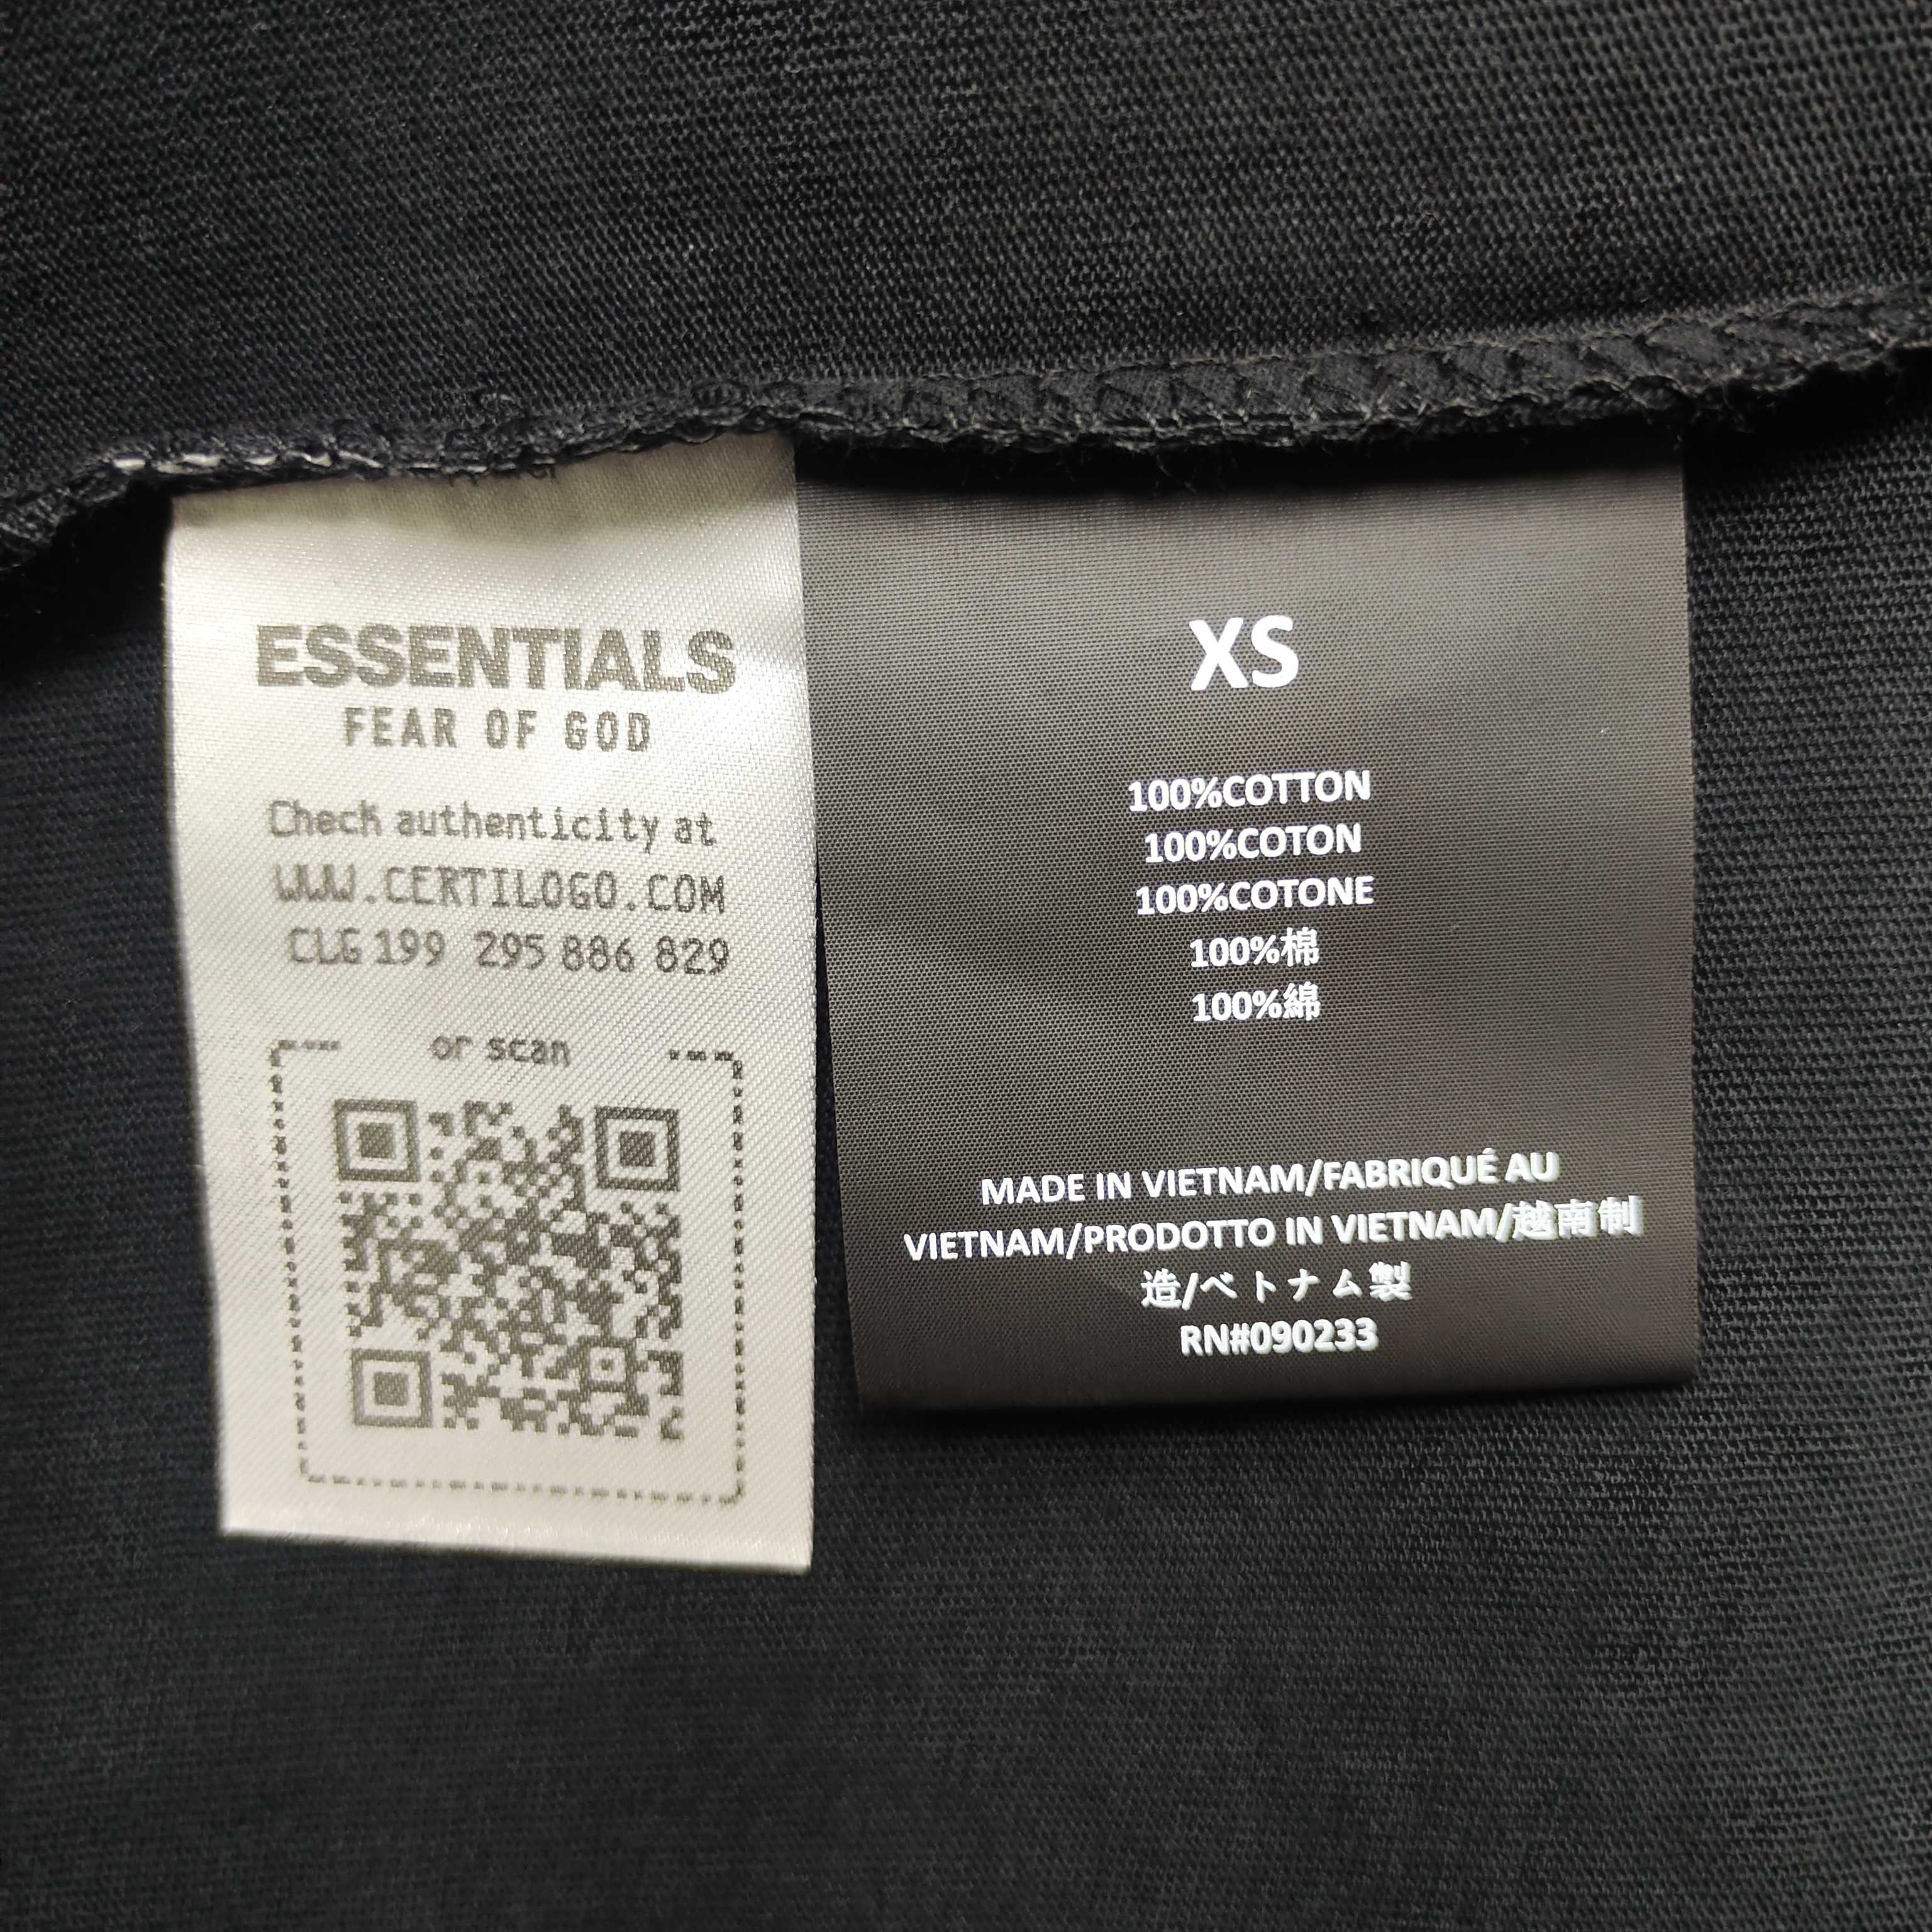 ESSENTIALS
FEAR OF GOD
Check authenticity at
WWW.CERTILOGO.COM
CLG 199 295 886 829
or scan
XS
100%COTTON
100%COTON
100%COTONE
100%棉
100%綿
MADE IN VIETNAM/FABRIQUÉ AU
VIETNAM/PRODOTTO IN VIETNAM/越南制
造/ベトナム製
RN#090233